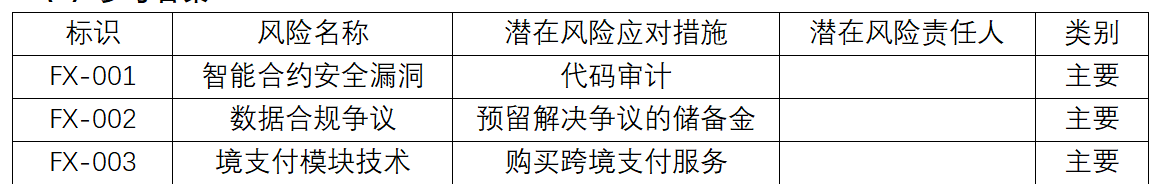 标识 风险名称 潜在风险应对措施 潜在风险责任人 类别
FX-001 智能合约安全漏洞 代码审计 主要
FX-002 数据合规争议 预留解决争议的储备金 主要
FX-003 境支付模块技术 购买跨境支付服务 主要